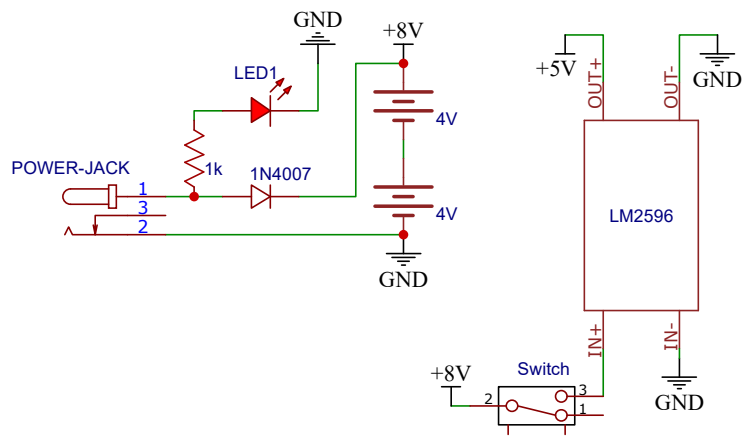 GND
+8V
LED1
4V
1k
1N4007
POWER-JACK
1
3
2
4V
GND
+5V
OUT+
OUT-
GND
LM2596
IN+
IN-
GND
Switch
+8V
2
3
1